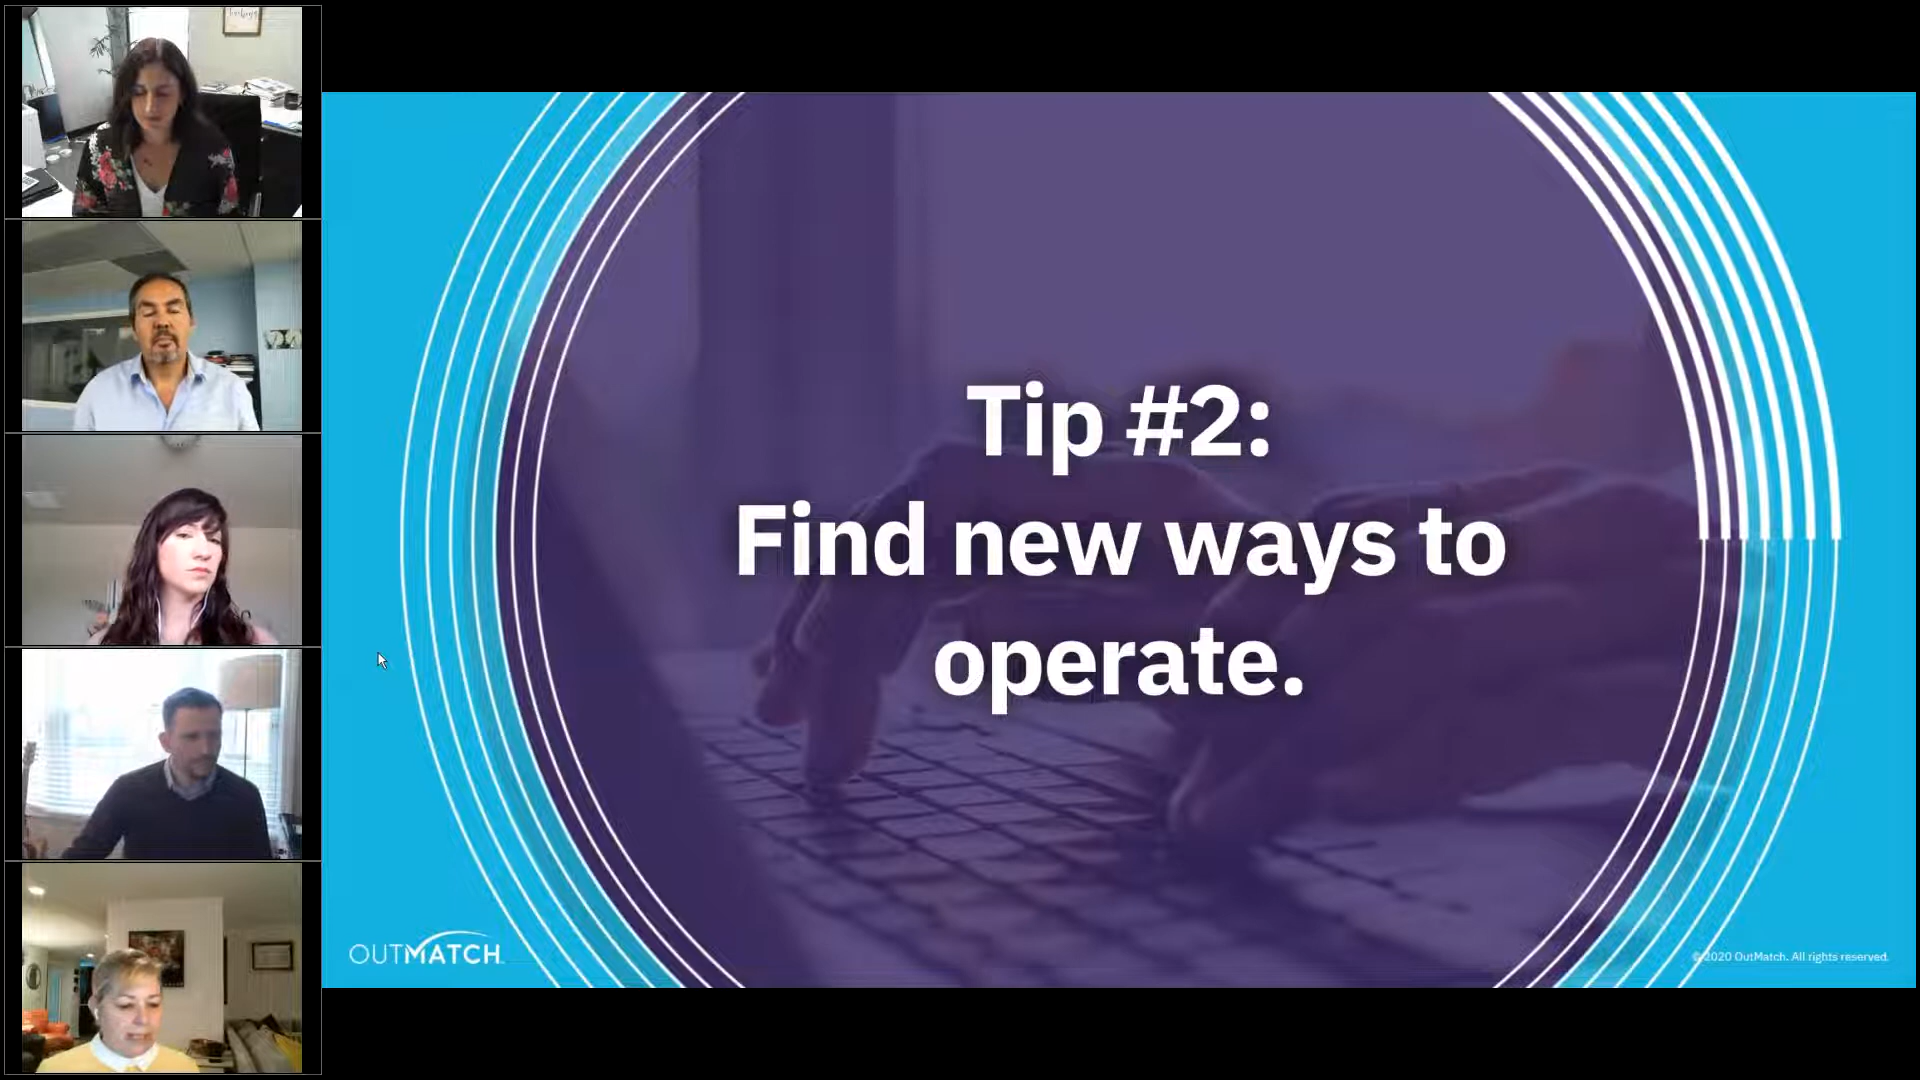 Tip #2:
Find new ways to
operate.
OUTMATCH
© 2020 OutMatch. All rights reserved.